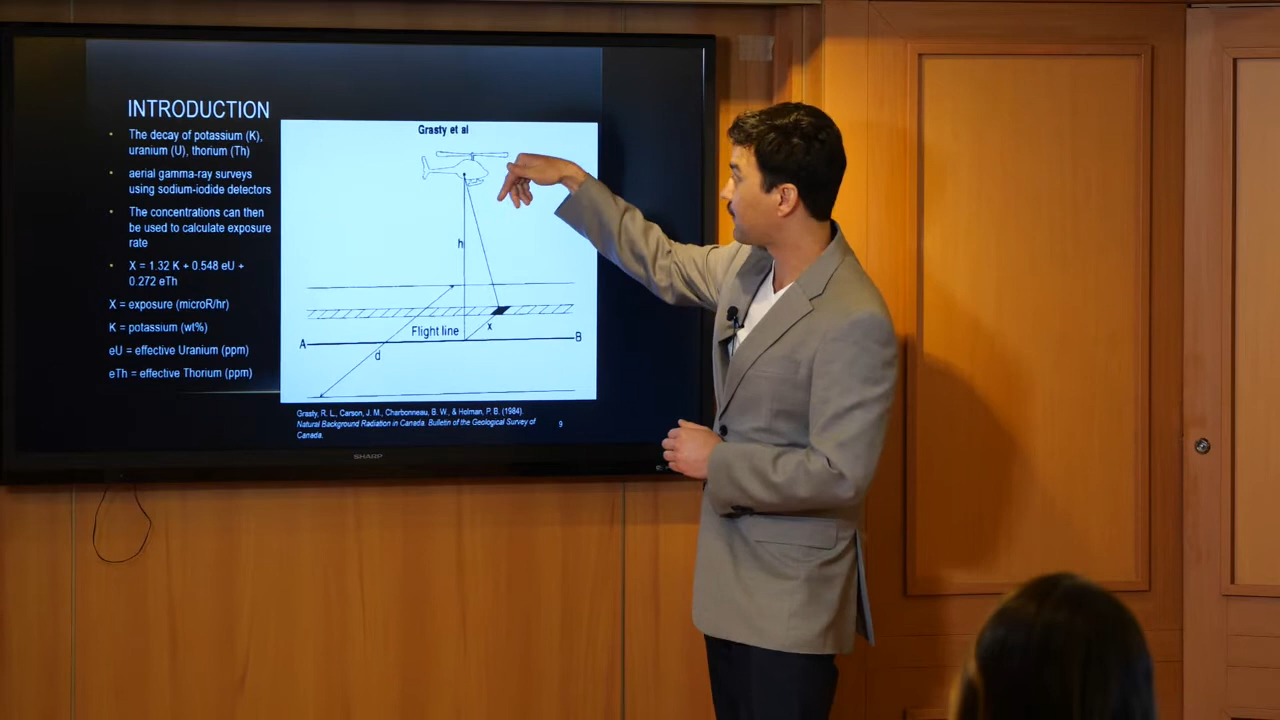 INTRODUCTION
• The decay of potassium (K),
uranium (U), thorium (Th)
• aerial gamma-ray surveys
using sodium-iodide detectors
• The concentrations can then
be used to calculate exposure
rate
• X = 1.32 K + 0.548 eU +
0.272 eTh
X = exposure (microR/hr)
K = potassium (wt%)
eU = effective Uranium (ppm)
eTh = effective Thorium (ppm)
Grasty et al
h
x
Flight line
A
B
d
Grasty, R. L., Carson, J. M., Charbonneau, B. W., & Holman, P. B. (1984).
Natural Background Radiation in Canada. Bulletin of the Geological Survey of
Canada.
9
SHARP